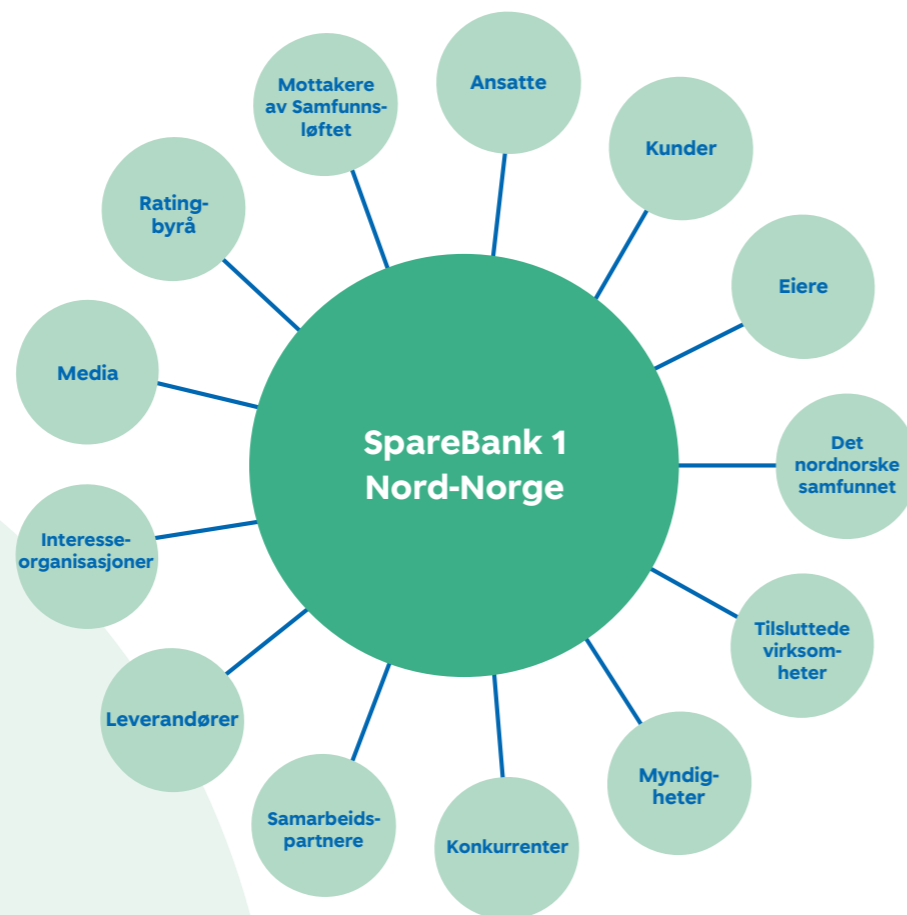 Mottakere
av Samfunns-
løftet
Ansatte
Kunder
Eiere
Det
nordnorske
samfunnet
Tilsluttede
virksom-
heter
Myndig-
heter
Konkurrenter
Samarbeids-
partnere
Leverandører
Interesse-
organisasjoner
Media
Rating-
byrå
SpareBank 1
Nord-Norge